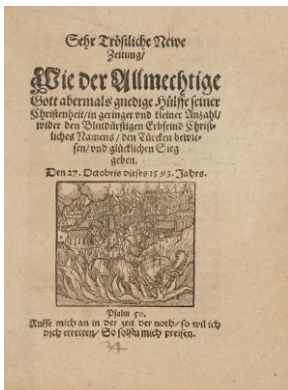 Sehr Tröstliche Newe
Zeitung/
Wie der Allmechtige
Gott abermals gnedige Hülffe seiner
Christenheit/in geringer vnd kleiner Anzahl/
wider den Blutdürstigen Erbfeind Christ-
liches Namens/den Türcken bewie-
sen/vnd glücklichen Sieg
geben.
Den 27. Octobris dieses 1593. Jahrs.
Psalm 50.
Ruffe mich an in der zeit der noth/so wil ich
dich erretten/So soltu mich preisen.